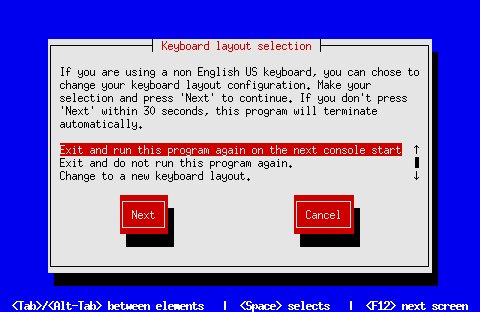 Keyboard layout selection
If you are using a non English US keyboard, you can chose to
change your keyboard layout configuration. Make your
selection and press 'Next' to continue. If you don't press
'Next' within 30 seconds, this program will terminate
automatically.
Exit and run this program again on the next console start
Exit and do not run this program again.
Change to a new keyboard layout.
Next Cancel
<Tab>/<Alt-Tab> between elements | <Space> selects | <F12> next screen